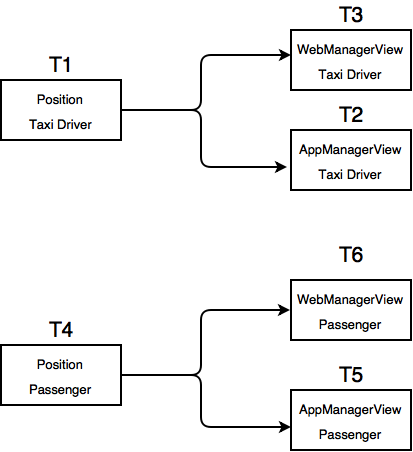 T3
WebManagerView
Taxi Driver
T1
Position
Taxi Driver
T2
AppManagerView
Taxi Driver
T6
WebManagerView
Passenger
T4
Position
Passenger
T5
AppManagerView
Passenger